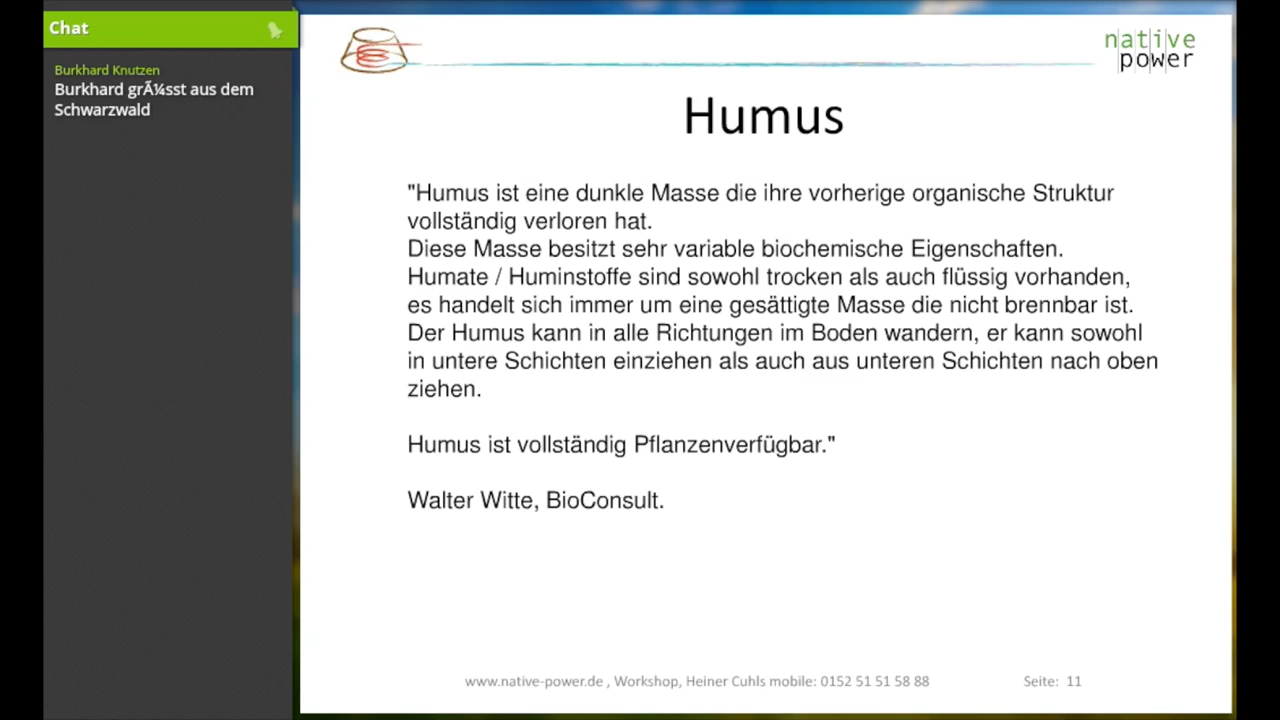 Chat
Burkhard Knutzen
Burkhard grÃ¼sst aus dem
Schwarzwald
native
power
Humus
"Humus ist eine dunkle Masse die ihre vorherige organische Struktur
vollständig verloren hat.
Diese Masse besitzt sehr variable biochemische Eigenschaften.
Humate / Huminstoffe sind sowohl trocken als auch flüssig vorhanden,
es handelt sich immer um eine gesättigte Masse die nicht brennbar ist.
Der Humus kann in alle Richtungen im Boden wandern, er kann sowohl
in untere Schichten einziehen als auch aus unteren Schichten nach oben
ziehen.
Humus ist vollständig Pflanzenverfügbar."
Walter Witte, BioConsult.
www.native-power.de , Workshop, Heiner Cuhls mobile: 0152 51 51 58 88
Seite: 11